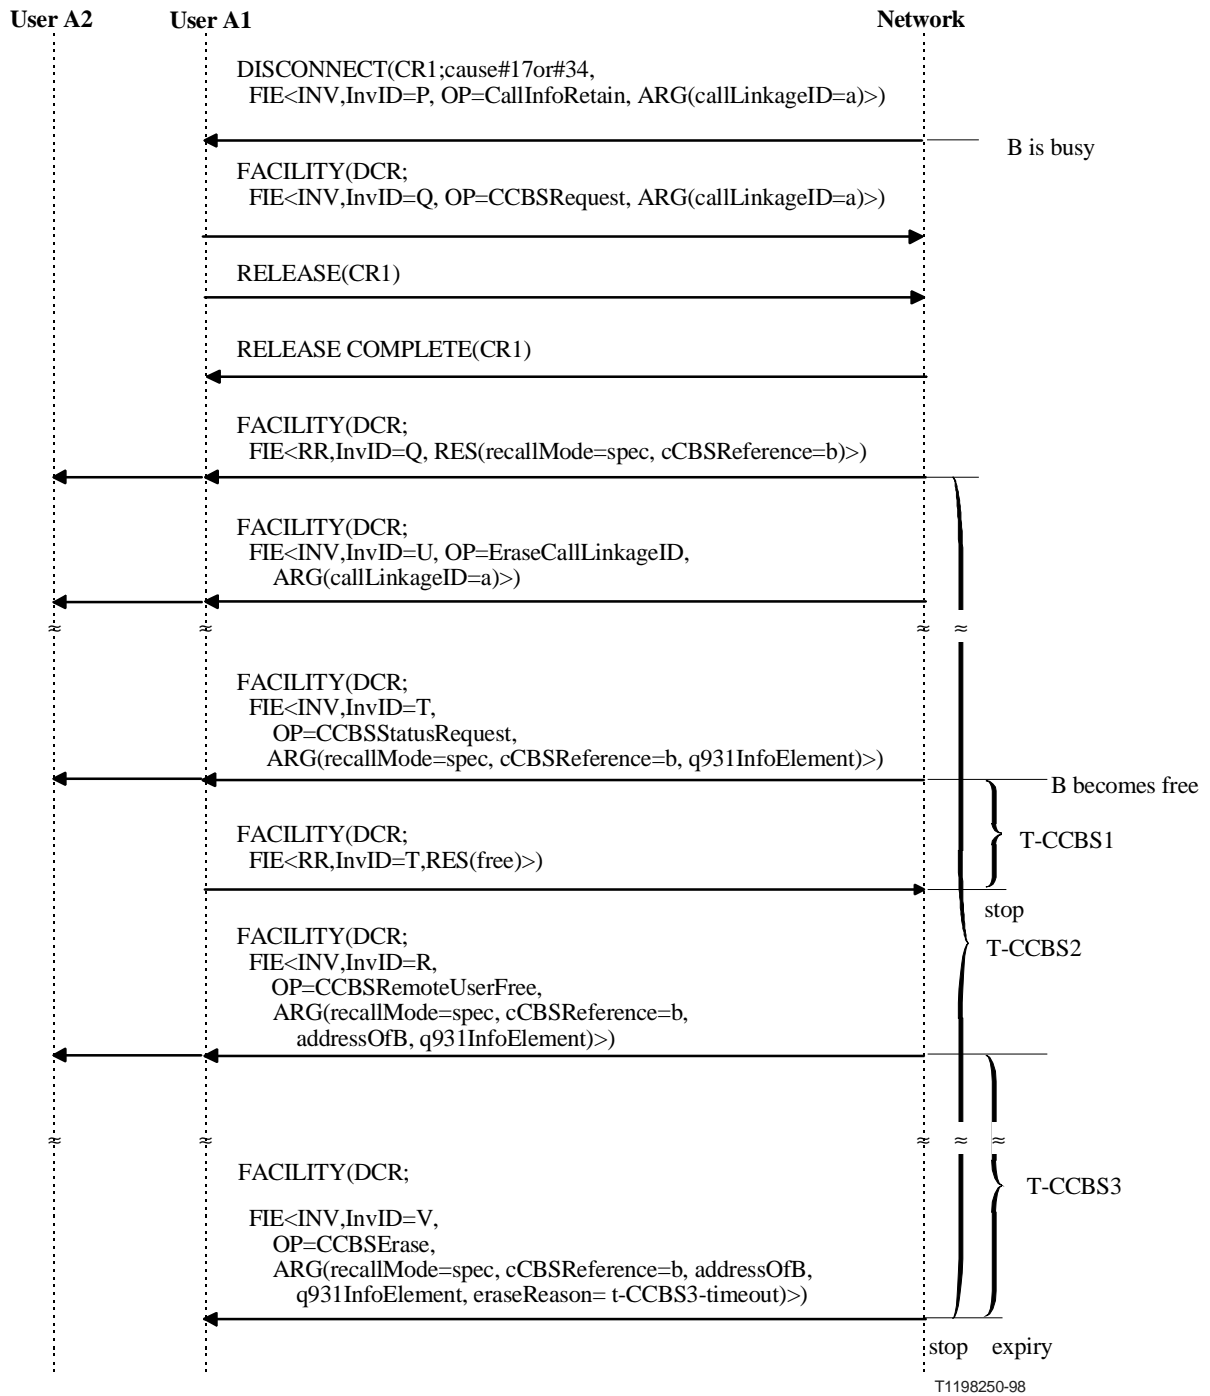 User A2 User A1 Network
DISCONNECT(CR1;cause#17or#34,
FIE<INV,InvID=P, OP=CallInfoRetain, ARG(callLinkageID=a)>)
B is busy
FACILITY(DCR;
FIE<INV,InvID=Q, OP=CCBSRequest, ARG(callLinkageID=a)>)
RELEASE(CR1)
RELEASE COMPLETE(CR1)
FACILITY(DCR;
FIE<RR,InvID=Q, RES(recallMode=spec, cCBSReference=b)>)
FACILITY(DCR;
FIE<INV,InvID=U, OP=EraseCallLinkageID,
ARG(callLinkageID=a)>)
≈ ≈ ≈ ≈
FACILITY(DCR;
FIE<INV,InvID=T,
OP=CCBSStatusRequest,
ARG(recallMode=spec, cCBSReference=b, q931InfoElement)>)
B becomes free
T-CCBS1
FACILITY(DCR;
FIE<RR,InvID=T,RES(free)>)
stop
T-CCBS2
FACILITY(DCR;
FIE<INV,InvID=R,
OP=CCBSRemoteUserFree,
ARG(recallMode=spec, cCBSReference=b,
addressOfB, q931InfoElement)>)
≈ ≈ ≈ ≈ ≈
FACILITY(DCR;
T-CCBS3
FIE<INV,InvID=V,
OP=CCBSErase,
ARG(recallMode=spec, cCBSReference=b, addressOfB,
q931InfoElement, eraseReason= t-CCBS3-timeout)>)
stop expiry
T1198250-98